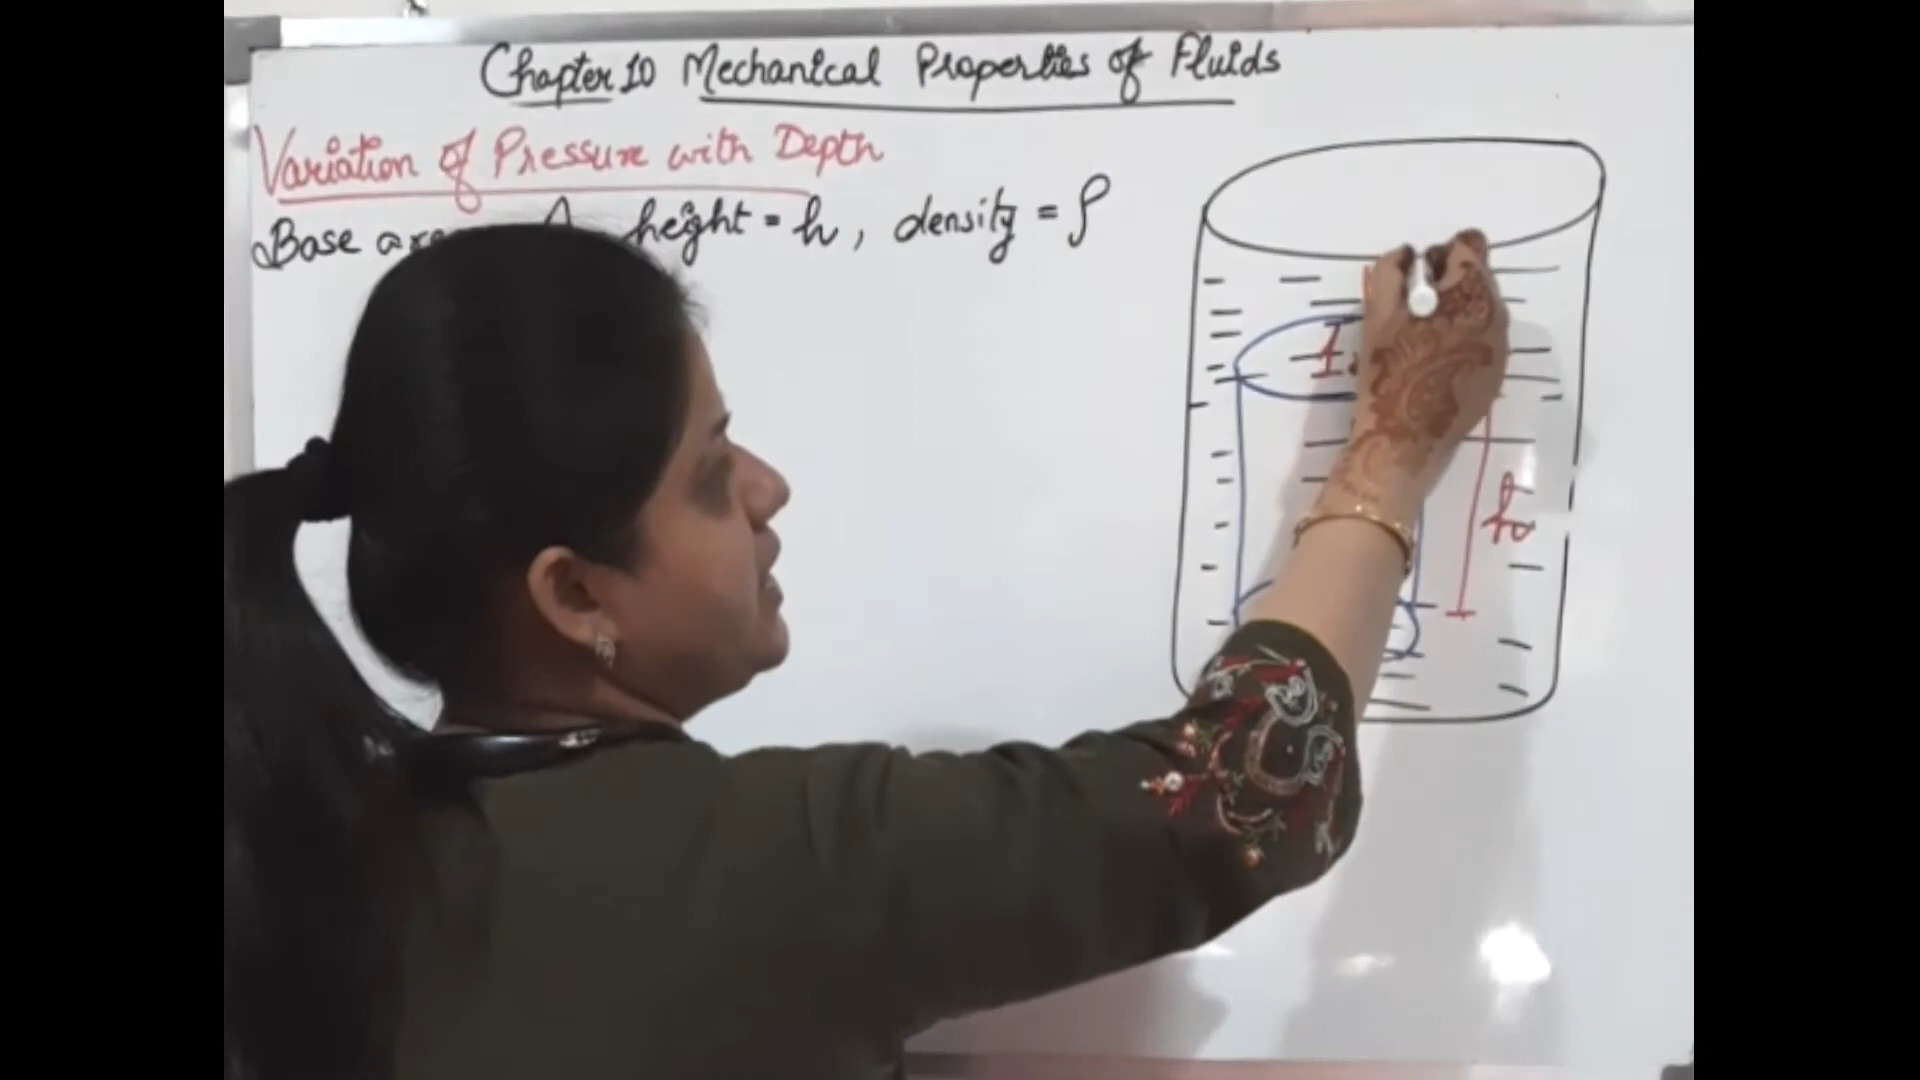 Chapter 10 Mechanical Properties of Fluids
Variation of Pressure with Depth
Base height = h, density = ρ
h